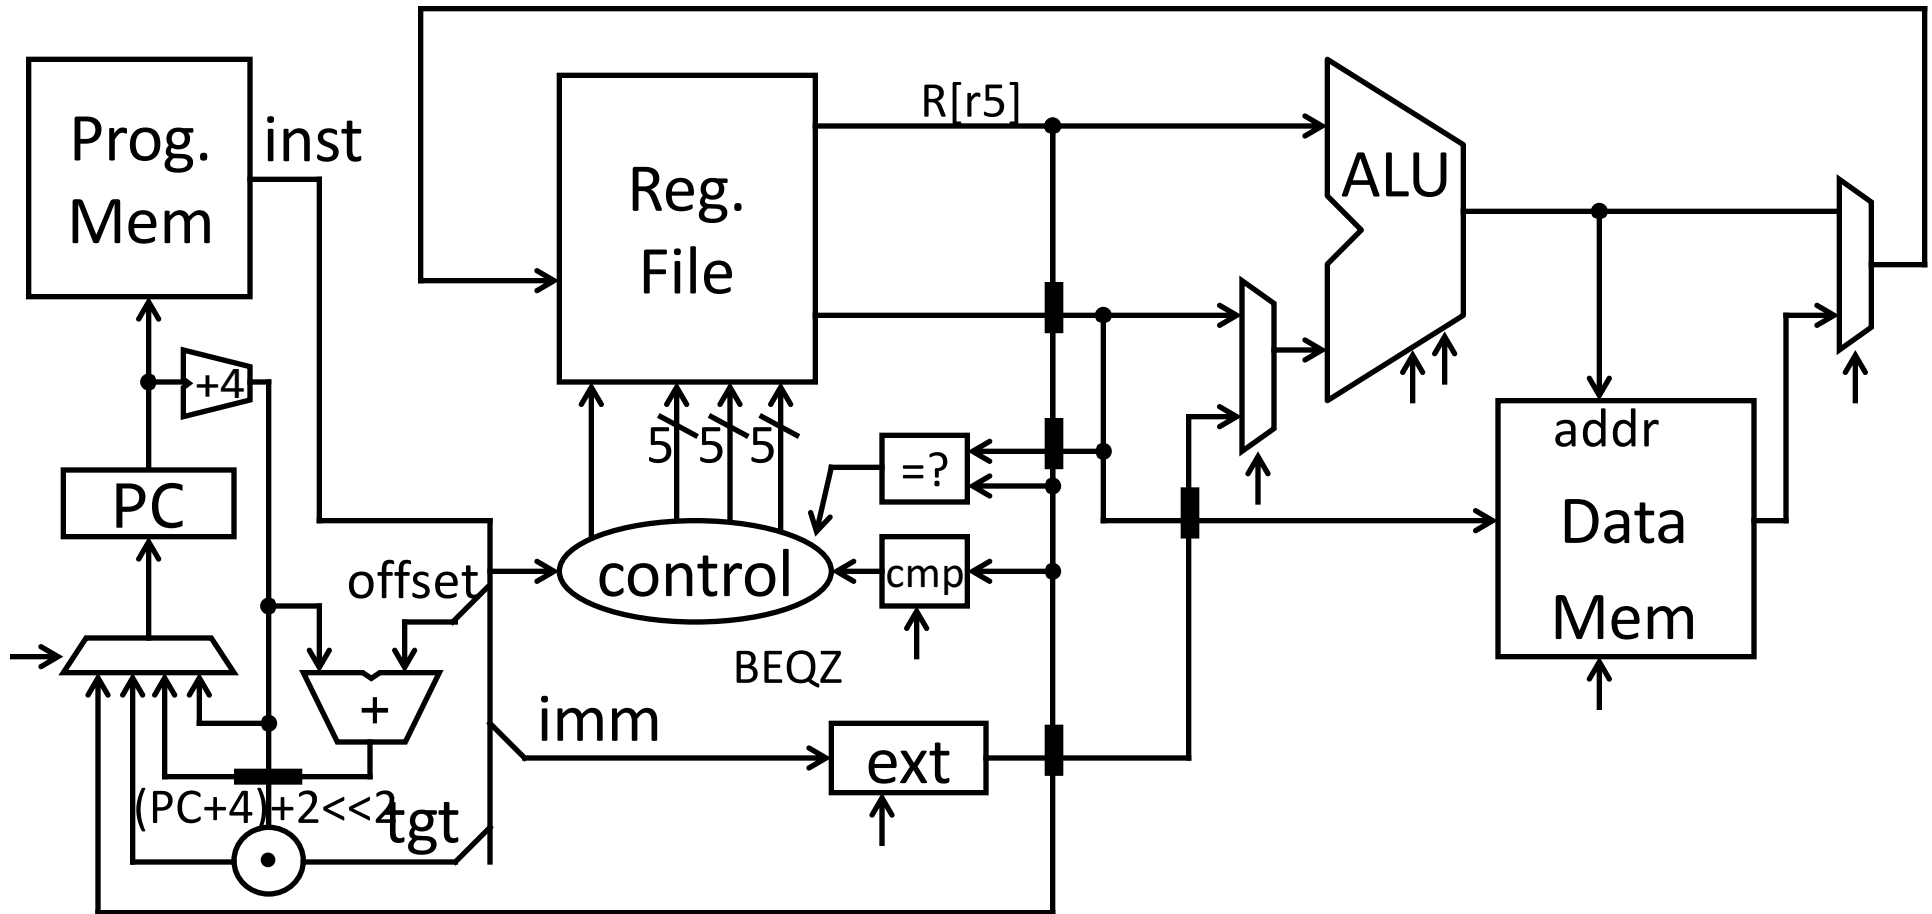 Prog.
Mem
inst
+4
PC
Reg.
File
R[r5]
5
5
5
=?
control
cmp
BEQZ
offset
+
imm
ext
(PC+4)+2<<2
tgt
ALU
addr
Data
Mem